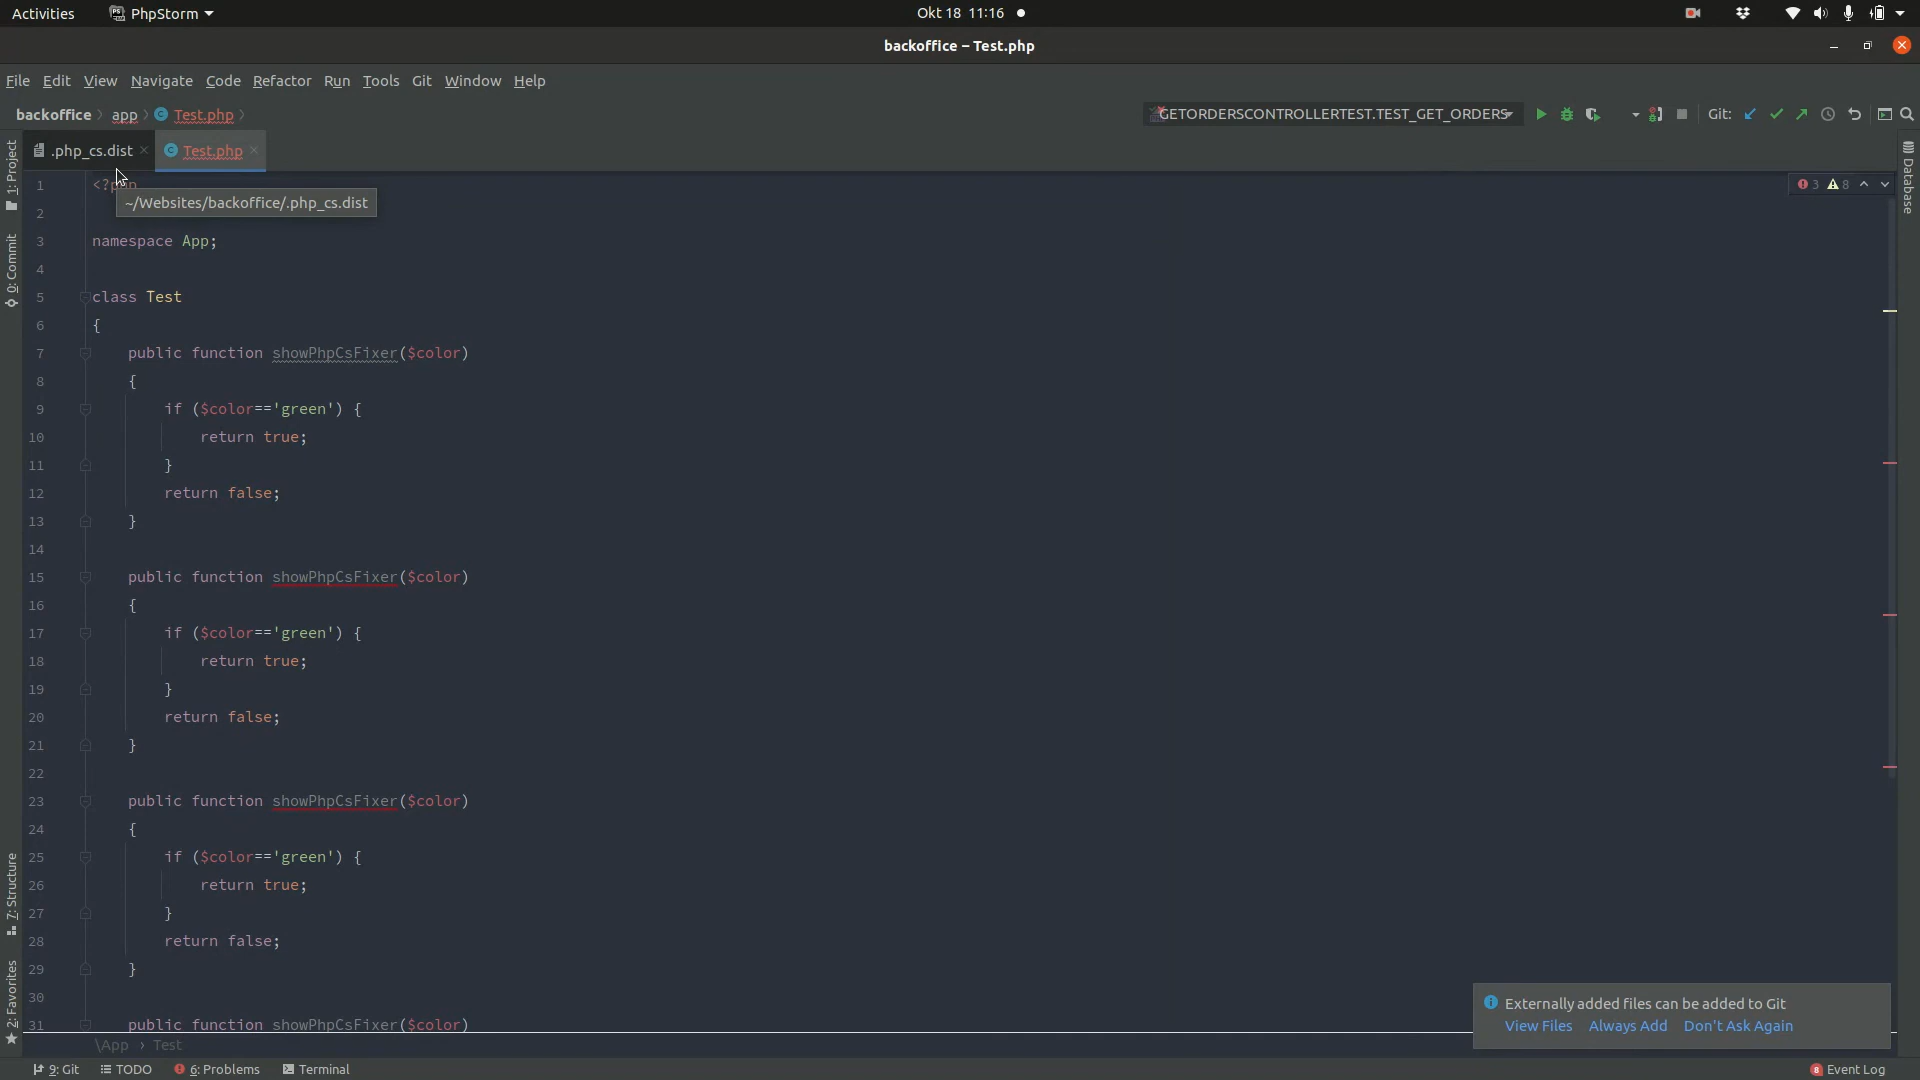 Activities PhpStorm Okt 18 11:16
backoffice – Test.php
File Edit View Navigate Code Refactor Run Tools Git Window Help
backoffice app Test.php GETORDERSCONTROLLERTEST.TEST_GET_ORDERS Git:
.php_cs.dist Test.php
1 <?php 3 8
~/Websites/backoffice/.php_cs.dist
2
3 namespace App;
4
5 class Test
6 {
7 public function showPhpCsFixer($color)
8 {
9 if ($color=='green') {
10 return true;
11 }
12 return false;
13 }
14
15 public function showPhpCsFixer($color)
16 {
17 if ($color=='green') {
18 return true;
19 }
20 return false;
21 }
22
23 public function showPhpCsFixer($color)
24 {
25 if ($color=='green') {
26 return true;
27 }
28 return false;
29 }
30
31 public function showPhpCsFixer($color)
\App › Test
1: Project
0: Commit
7: Structure
2: Favorites
Database
Externally added files can be added to Git
View Files Always Add Don't Ask Again
9: Git TODO 6: Problems Terminal 8 Event Log